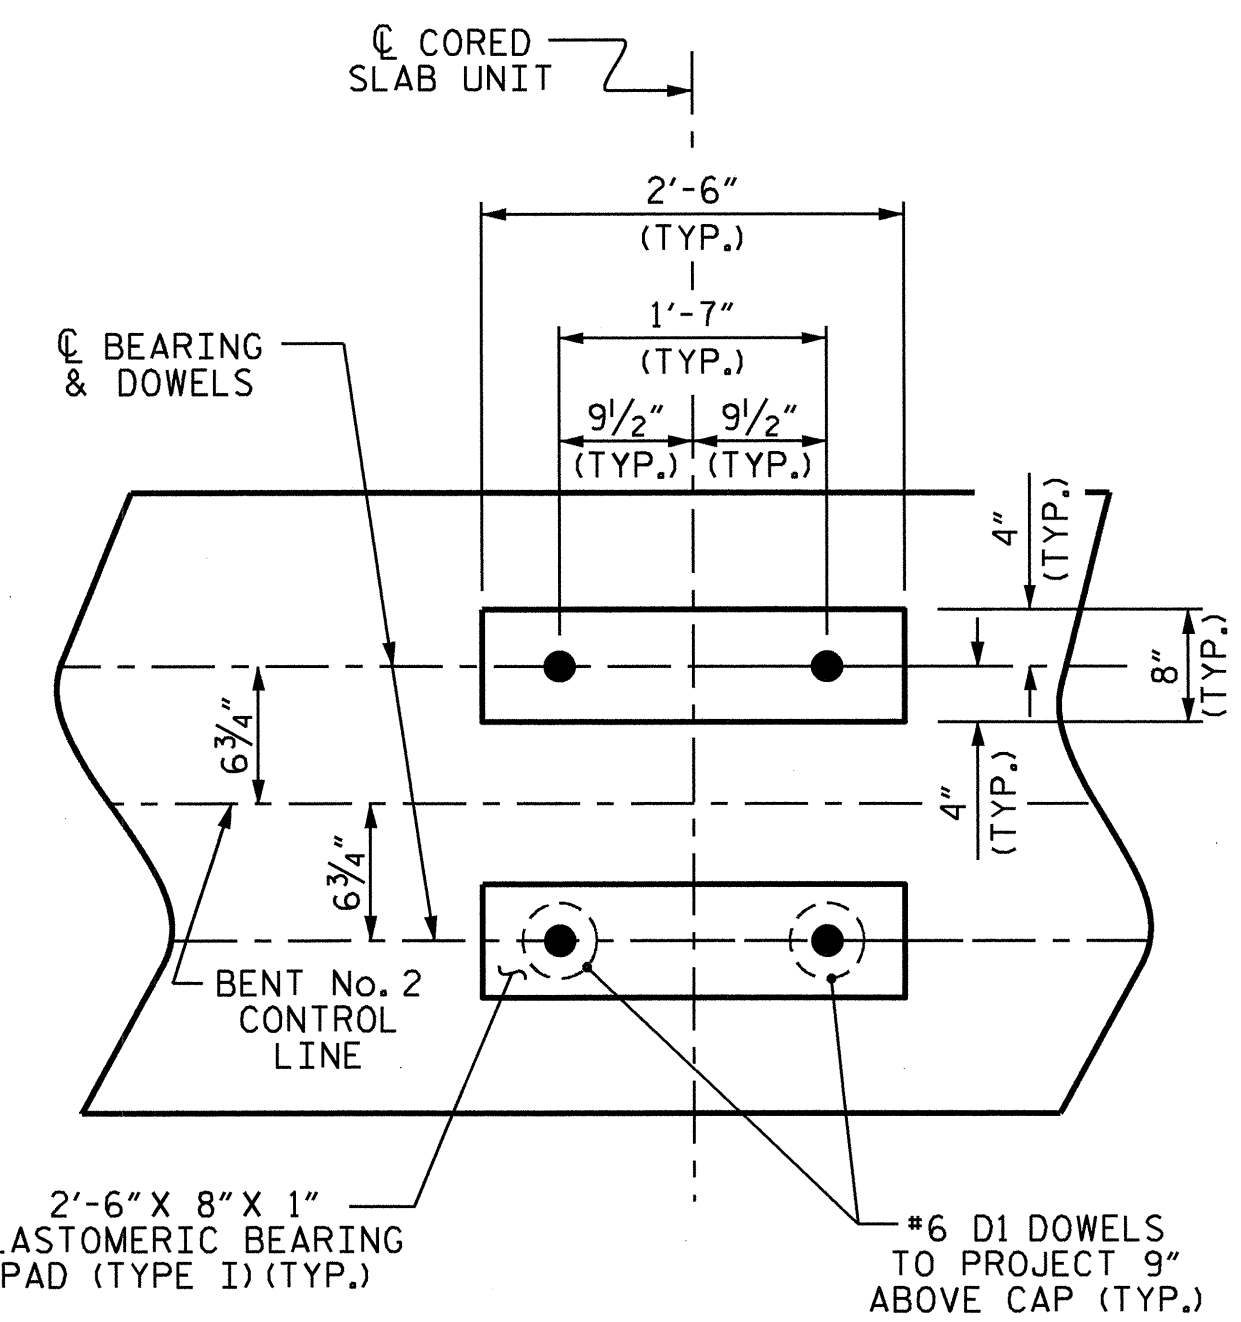 ℄ CORED
SLAB UNIT
2'-6"
(TYP.)
1'-7"
(TYP.)
℄ BEARING
& DOWELS
9½" 9½"
(TYP.) (TYP.)
4"
(TYP.)
8"
(TYP.)
6¾"
4"
(TYP.)
6¾"
BENT No. 2
CONTROL
LINE
2'-6" X 8" X 1"
LASTOMERIC BEARING
PAD (TYPE I) (TYP.)
#6 D1 DOWELS
TO PROJECT 9"
ABOVE CAP (TYP.)